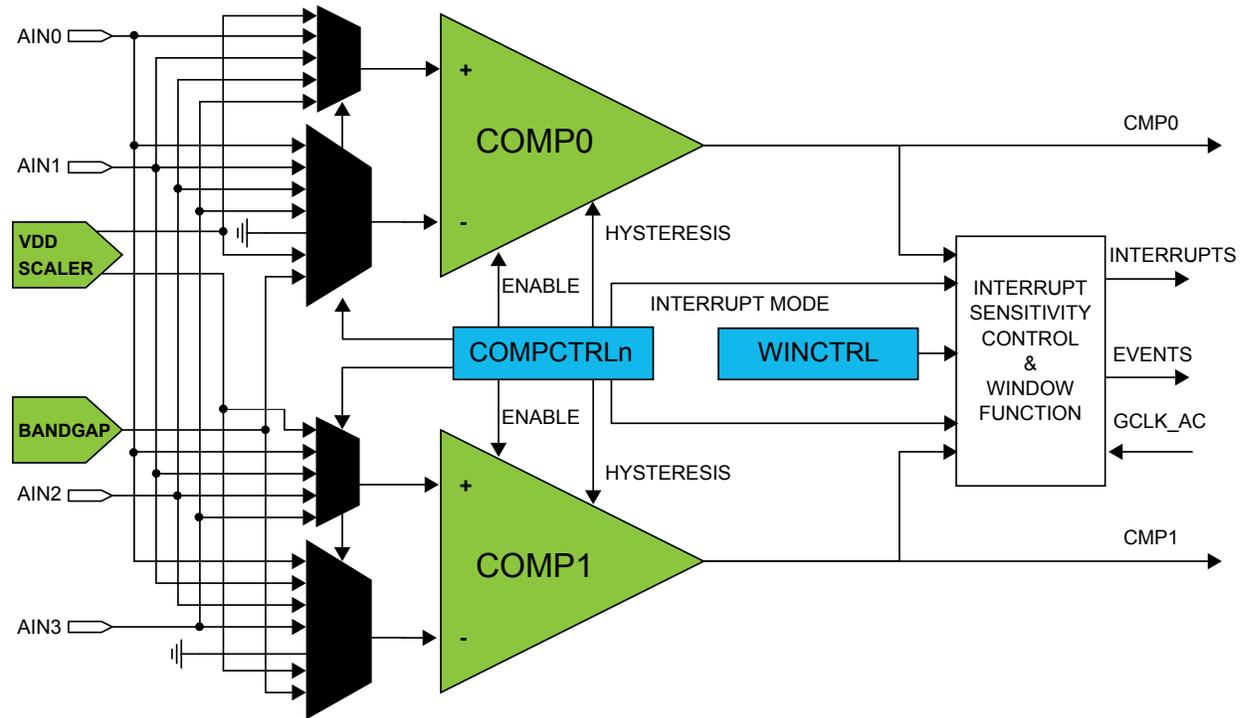 AIN0
+
COMP0
CMP0
AIN1
-
VDD
SCALER
HYSTERESIS
ENABLE
INTERRUPT MODE
COMPCTRLn
WINCTRL
INTERRUPT
SENSITIVITY
CONTROL
&
WINDOW
FUNCTION
INTERRUPTS
EVENTS
GCLK_AC
BANDGAP
ENABLE
HYSTERESIS
AIN2
+
COMP1
CMP1
AIN3
-